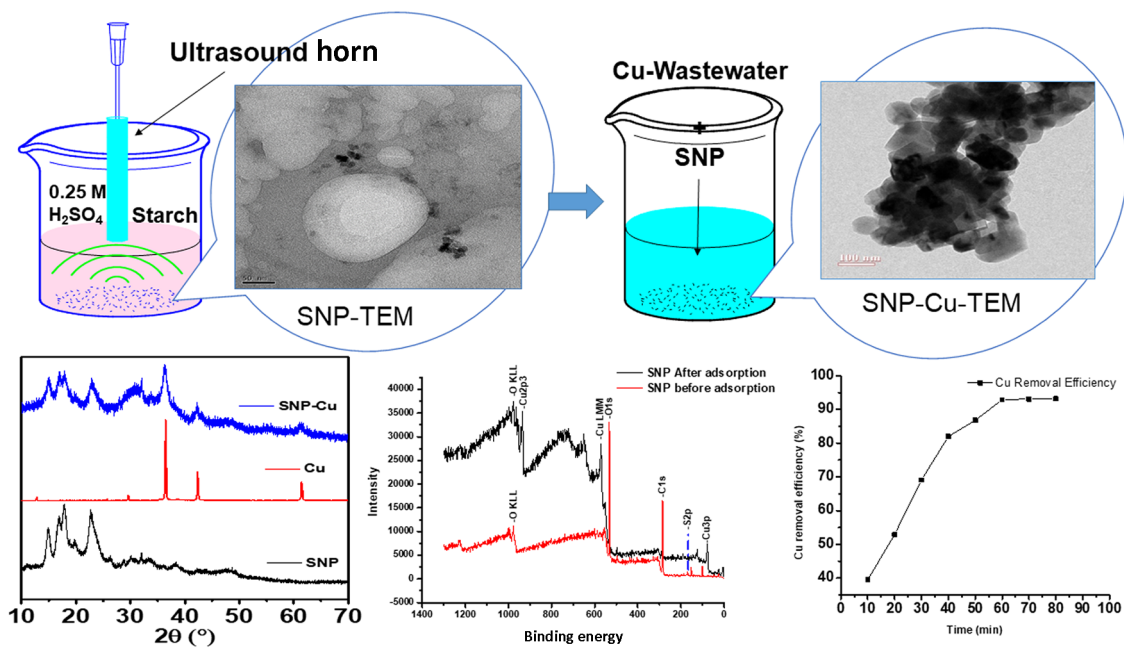 Ultrasound horn
0.25 M
H₂SO₄
Starch
50 nm
SNP-TEM
Cu-Wastewater
+
SNP
100 nm
SNP-Cu-TEM
SNP-Cu
Cu
SNP
10 20 30 40 50 60 70
2θ (°)
SNP After adsorption
SNP before adsorption
40000
35000
30000
25000
20000
15000
10000
5000
0
-5000
Intensity
-O KLL
-Cu2p3
-Cu LMM
-O1s
-O KLL
-C1s
-S2p
-Cu3p
1400 1200 1000 800 600 400 200 0
Binding energy
Cu Removal Efficiency
100
90
80
70
60
50
40
Cu removal efficiency (%)
0 10 20 30 40 50 60 70 80 90 100
Time (min)